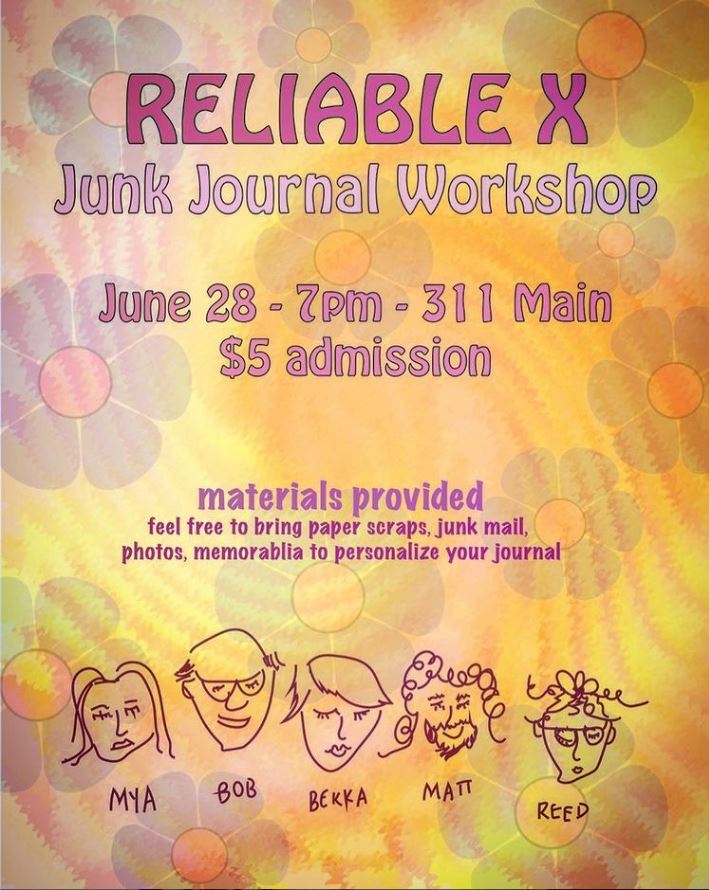 RELIABLE X
Junk Journal Workshop
June 28 - 7pm - 311 Main
$5 admission
materials provided
feel free to bring paper scraps, junk mail,
photos, memorablia to personalize your journal
MYA BOB BEKKA MATT REED